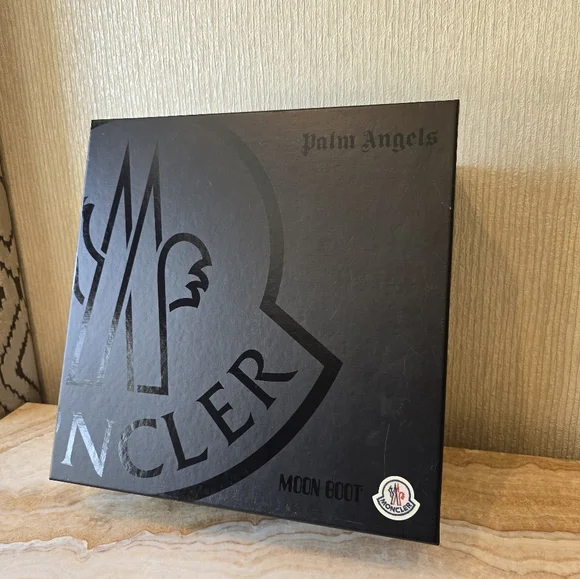 Palm Angels
NCLER
MOON BOOT
MONCLER